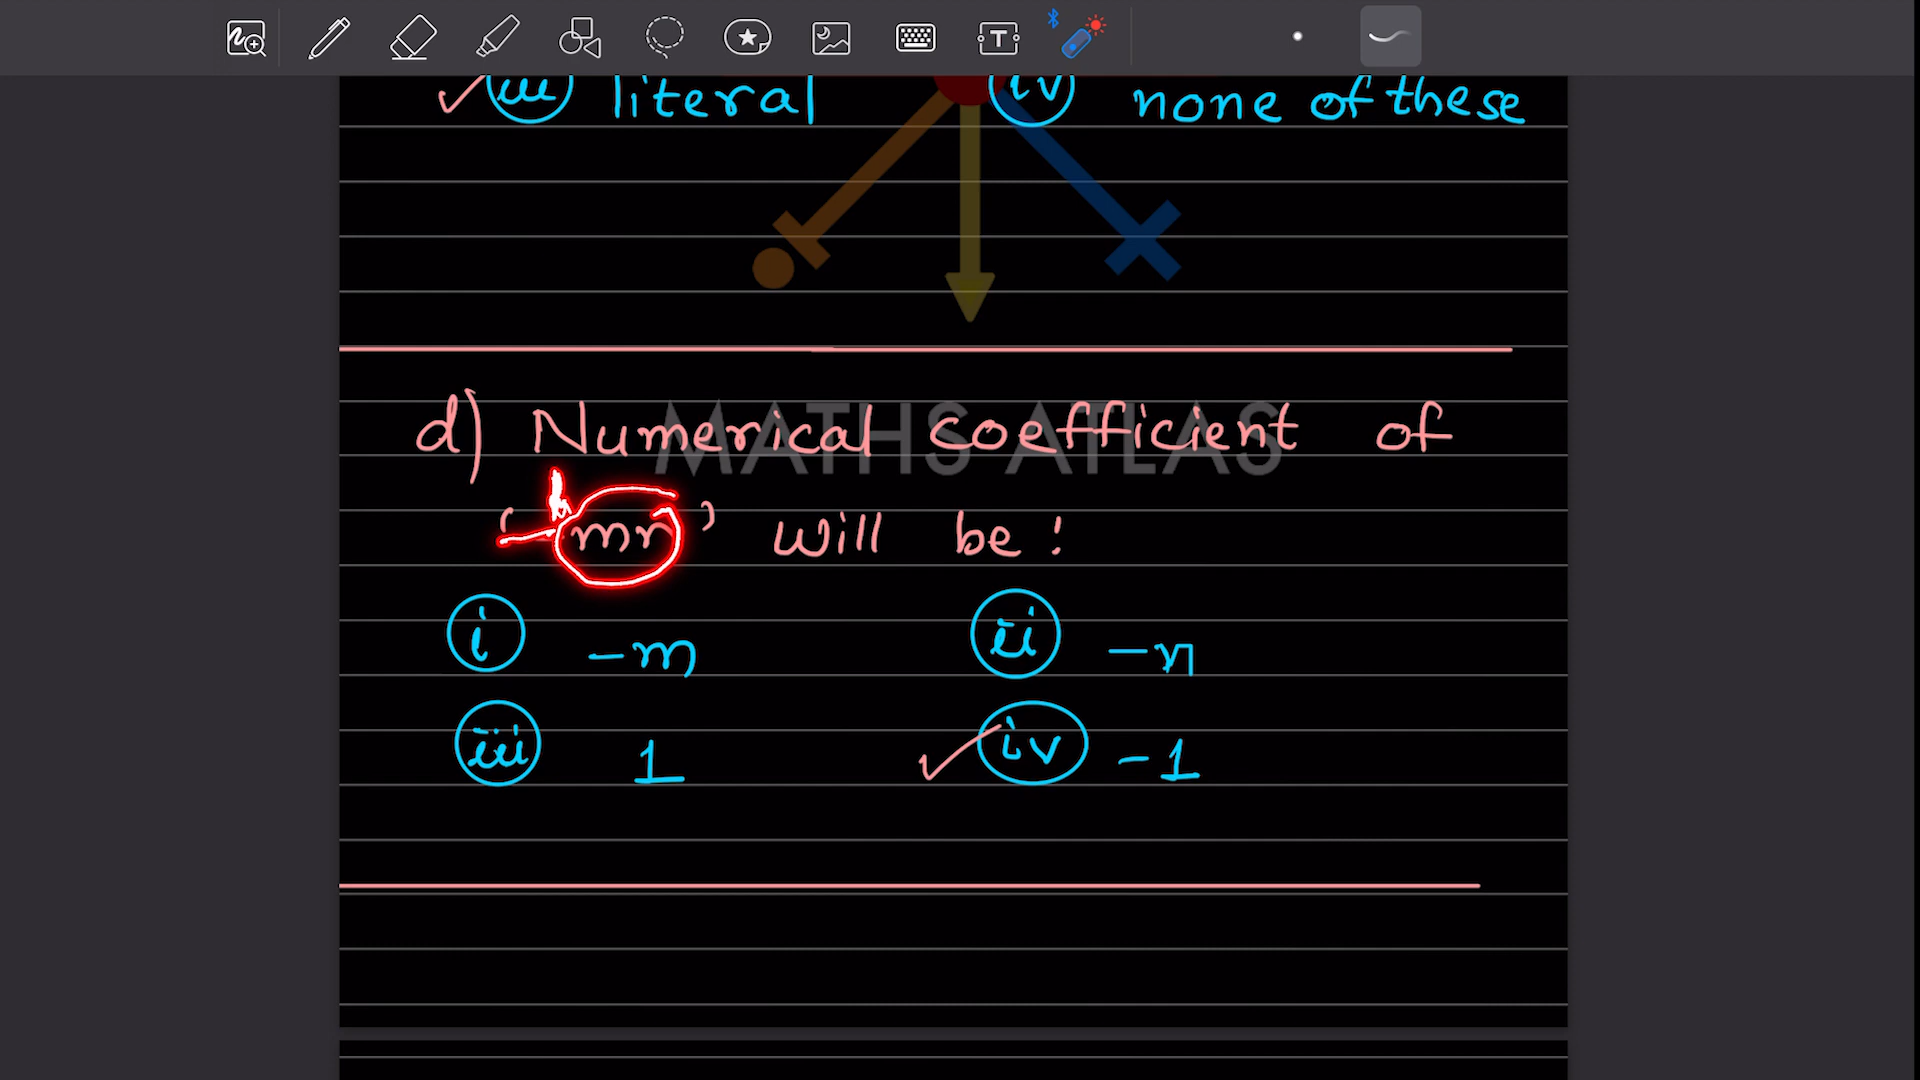 iii literal iv none of these
MATHS ATLAS
d) Numerical coefficient of
'-mn' will be :
i -m ii -n
iii 1 iv -1